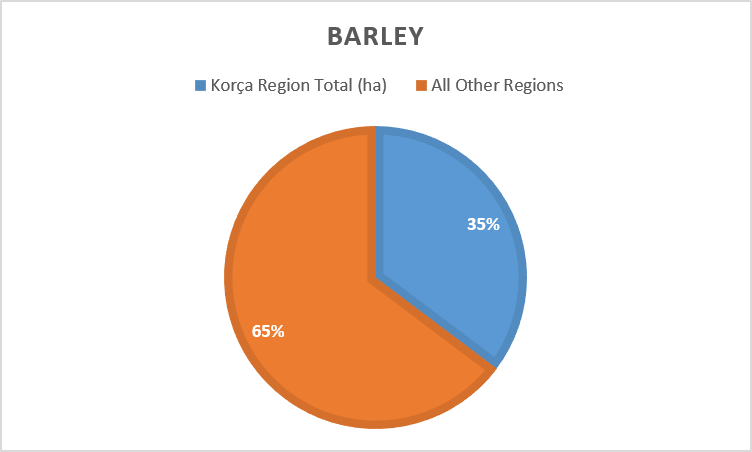 BARLEY
Korça Region Total (ha) All Other Regions
35%
65%